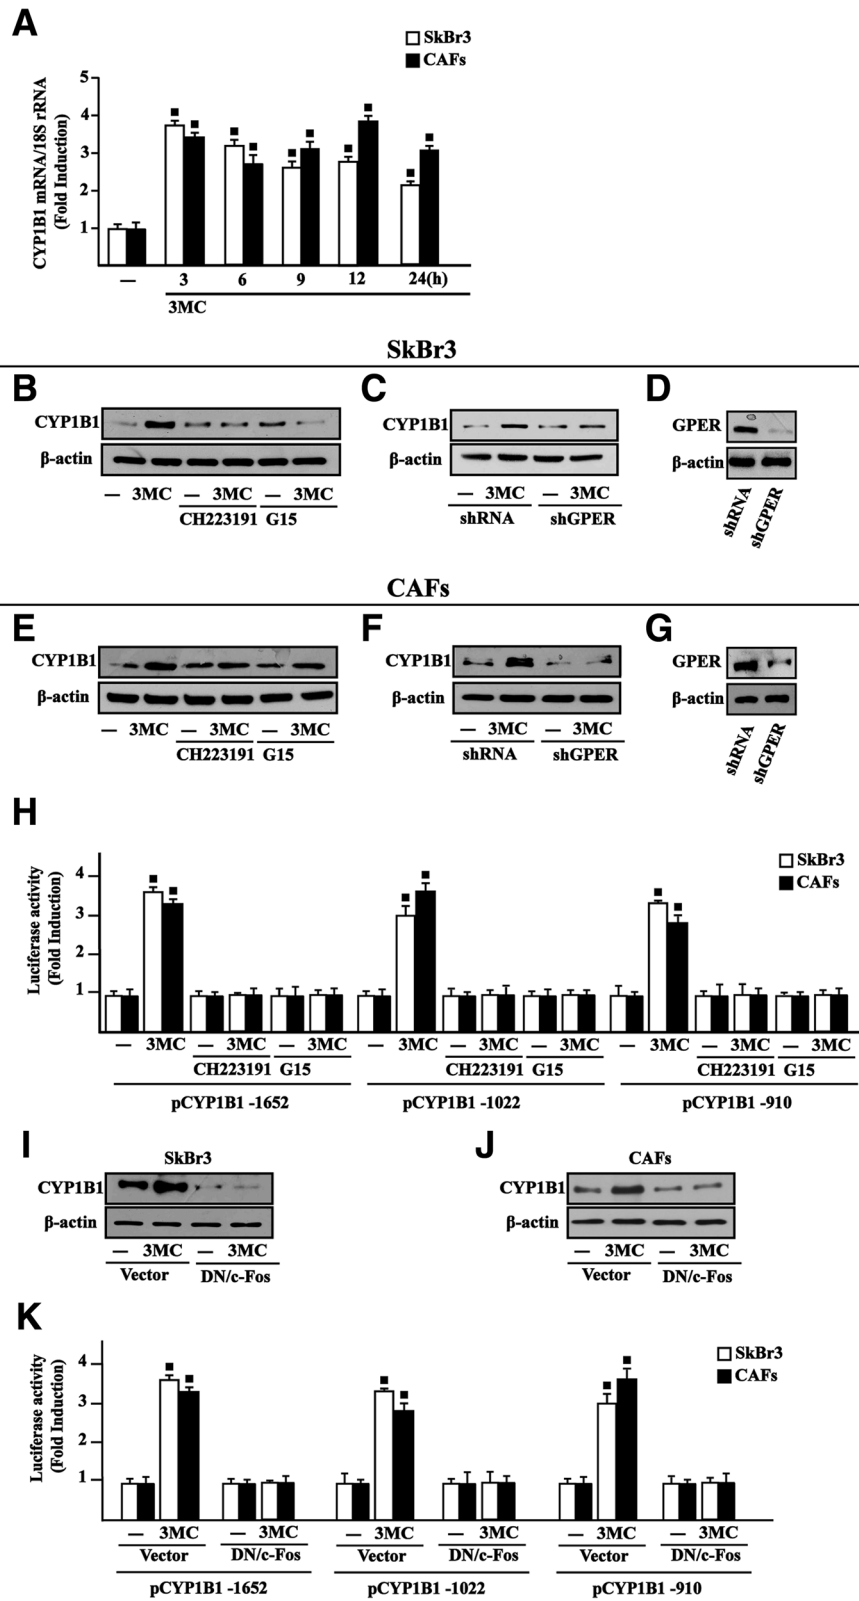 A
SkBr3
CAFs
CYP1B1 mRNA/18S rRNA
(Fold Induction)
5
4
3
2
1
— 3 6 9 12 24(h)
3MC
SkBr3
B
CYP1B1
β-actin
— 3MC — 3MC — 3MC
CH223191 G15
C
CYP1B1
β-actin
— 3MC — 3MC
shRNA shGPER
D
GPER
β-actin
shRNA
shGPER
CAFs
E
CYP1B1
β-actin
— 3MC — 3MC — 3MC
CH223191 G15
F
CYP1B1
β-actin
— 3MC — 3MC
shRNA shGPER
G
GPER
β-actin
shRNA
shGPER
H
SkBr3
CAFs
Luciferase activity
(Fold Induction)
4
3
2
1
— 3MC — 3MC — 3MC — 3MC — 3MC — 3MC — 3MC — 3MC — 3MC
CH223191 G15 CH223191 G15 CH223191 G15
pCYP1B1 -1652 pCYP1B1 -1022 pCYP1B1 -910
I
SkBr3
CYP1B1
β-actin
— 3MC — 3MC
Vector DN/c-Fos
J
CAFs
CYP1B1
β-actin
— 3MC — 3MC
Vector DN/c-Fos
K
SkBr3
CAFs
Luciferase activity
(Fold Induction)
4
3
2
1
— 3MC — 3MC — 3MC — 3MC — 3MC — 3MC
Vector DN/c-Fos Vector DN/c-Fos Vector DN/c-Fos
pCYP1B1 -1652 pCYP1B1 -1022 pCYP1B1 -910